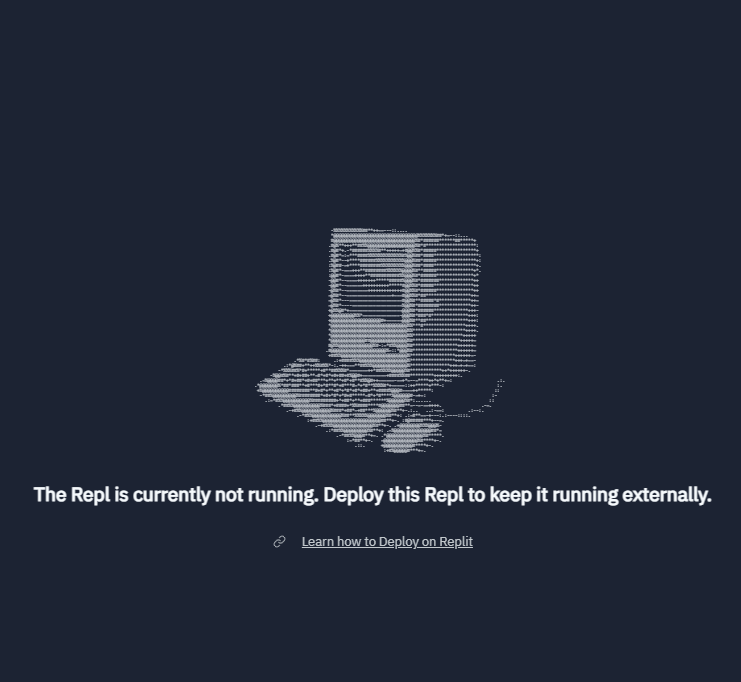 The Repl is currently not running. Deploy this Repl to keep it running externally.
Learn how to Deploy on Replit